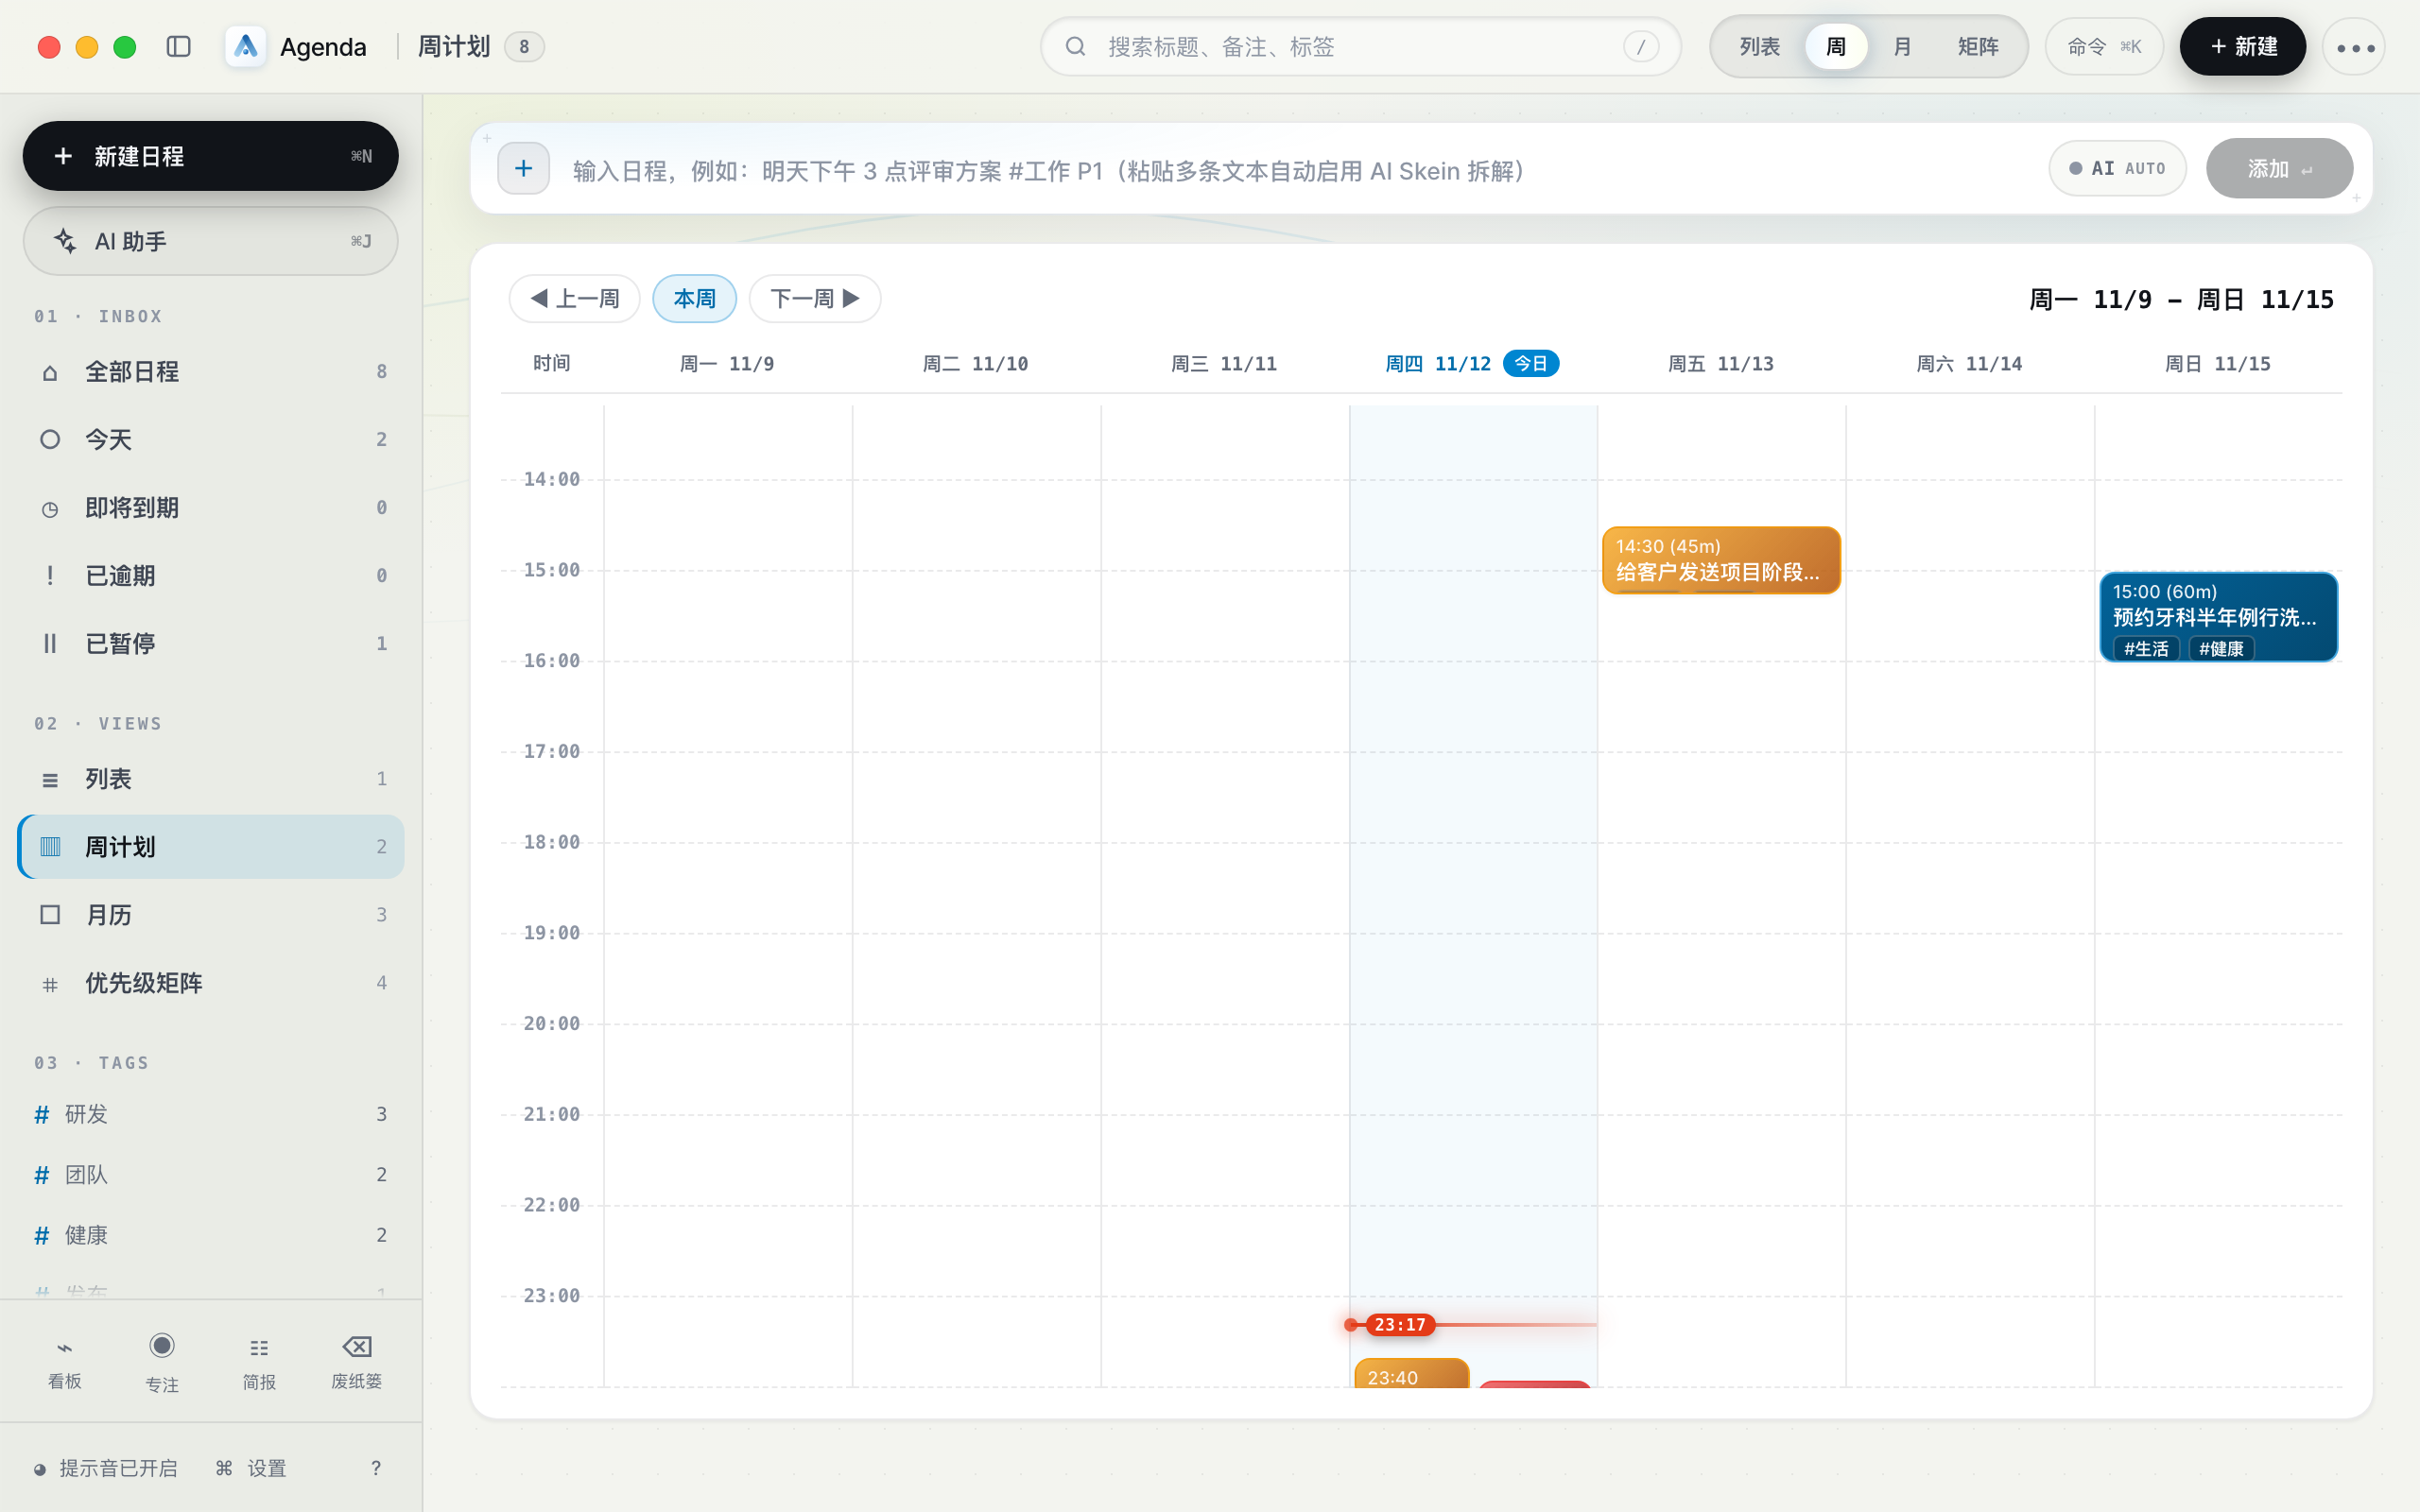 Agenda 周计划 8
搜索标题、备注、标签 /
列表 周 月 矩阵
命令 ⌘K
+ 新建
+ 新建日程 ⌘N
AI 助手 ⌘J
01 · INBOX
全部日程 8
今天 2
即将到期 0
! 已逾期 0
已暂停 1
02 · VIEWS
列表 1
周计划 2
月历 3
优先级矩阵 4
03 · TAGS
# 研发 3
# 团队 2
# 健康 2
# 发布 1
看板 专注 简报 废纸篓
提示音已开启 ⌘ 设置 ?
+ 输入日程，例如：明天下午 3 点评审方案 #工作 P1（粘贴多条文本自动启用 AI Skein 拆解）
AI AUTO
添加 ↵
◀ 上一周 本周 下一周 ▶
周一 11/9 – 周日 11/15
时间 周一 11/9 周二 11/10 周三 11/11 周四 11/12 今日 周五 11/13 周六 11/14 周日 11/15
14:00
14:30 (45m)
给客户发送项目阶段...
15:00
15:00 (60m)
预约牙科半年例行洗...
#生活 #健康
16:00
17:00
18:00
19:00
20:00
21:00
22:00
23:00
23:17
23:40